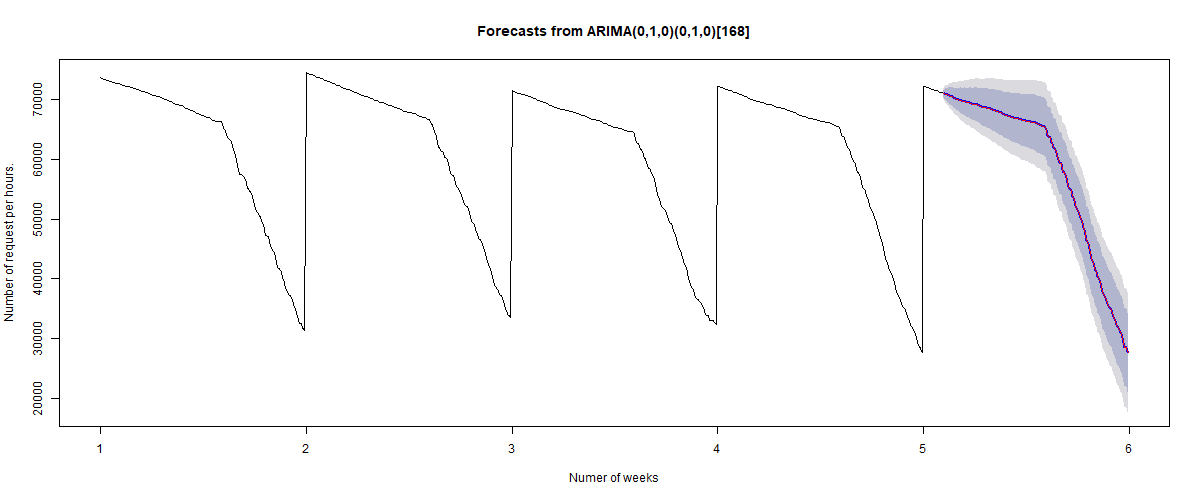 Forecasts from ARIMA(0,1,0)(0,1,0)[168]
Number of request per hours.
70000
60000
50000
40000
30000
20000
1 2 3 4 5 6
Numer of weeks